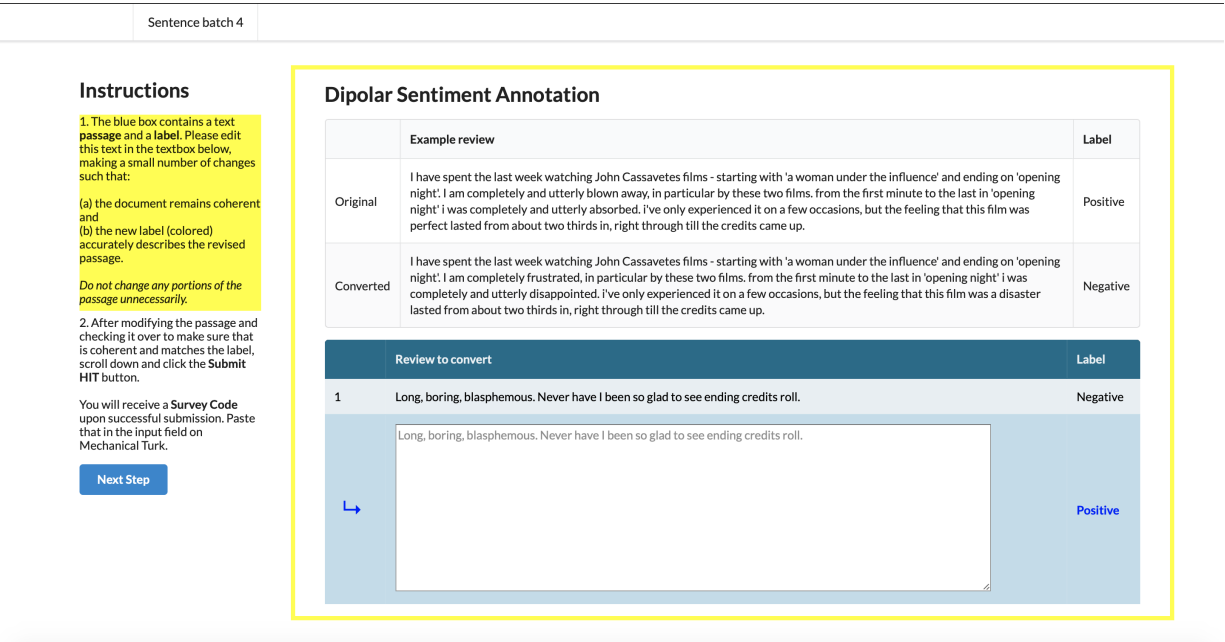 Sentence batch 4
Instructions
1. The blue box contains a text
passage and a label. Please edit
this text in the textbox below,
making a small number of changes
such that:
(a) the document remains coherent
and
(b) the new label (colored)
accurately describes the revised
passage.
Do not change any portions of the
passage unnecessarily.
2. After modifying the passage and
checking it over to make sure that
is coherent and matches the label,
scroll down and click the Submit
HIT button.
You will receive a Survey Code
upon successful submission. Paste
that in the input field on
Mechanical Turk.
Next Step
Dipolar Sentiment Annotation
Example review Label
Original
I have spent the last week watching John Cassavetes films - starting with 'a woman under the influence' and ending on 'opening
night'. I am completely and utterly blown away, in particular by these two films. from the first minute to the last in 'opening
night' i was completely and utterly absorbed. i've only experienced it on a few occasions, but the feeling that this film was
perfect lasted from about two thirds in, right through till the credits came up.
Positive
Converted
I have spent the last week watching John Cassavetes films - starting with 'a woman under the influence' and ending on 'opening
night'. I am completely frustrated, in particular by these two films. from the first minute to the last in 'opening night' i was
completely and utterly disappointed. i've only experienced it on a few occasions, but the feeling that this film was a disaster
lasted from about two thirds in, right through till the credits came up.
Negative
Review to convert Label
1 Long, boring, blasphemous. Never have I been so glad to see ending credits roll. Negative
Long, boring, blasphemous. Never have I been so glad to see ending credits roll.
Positive